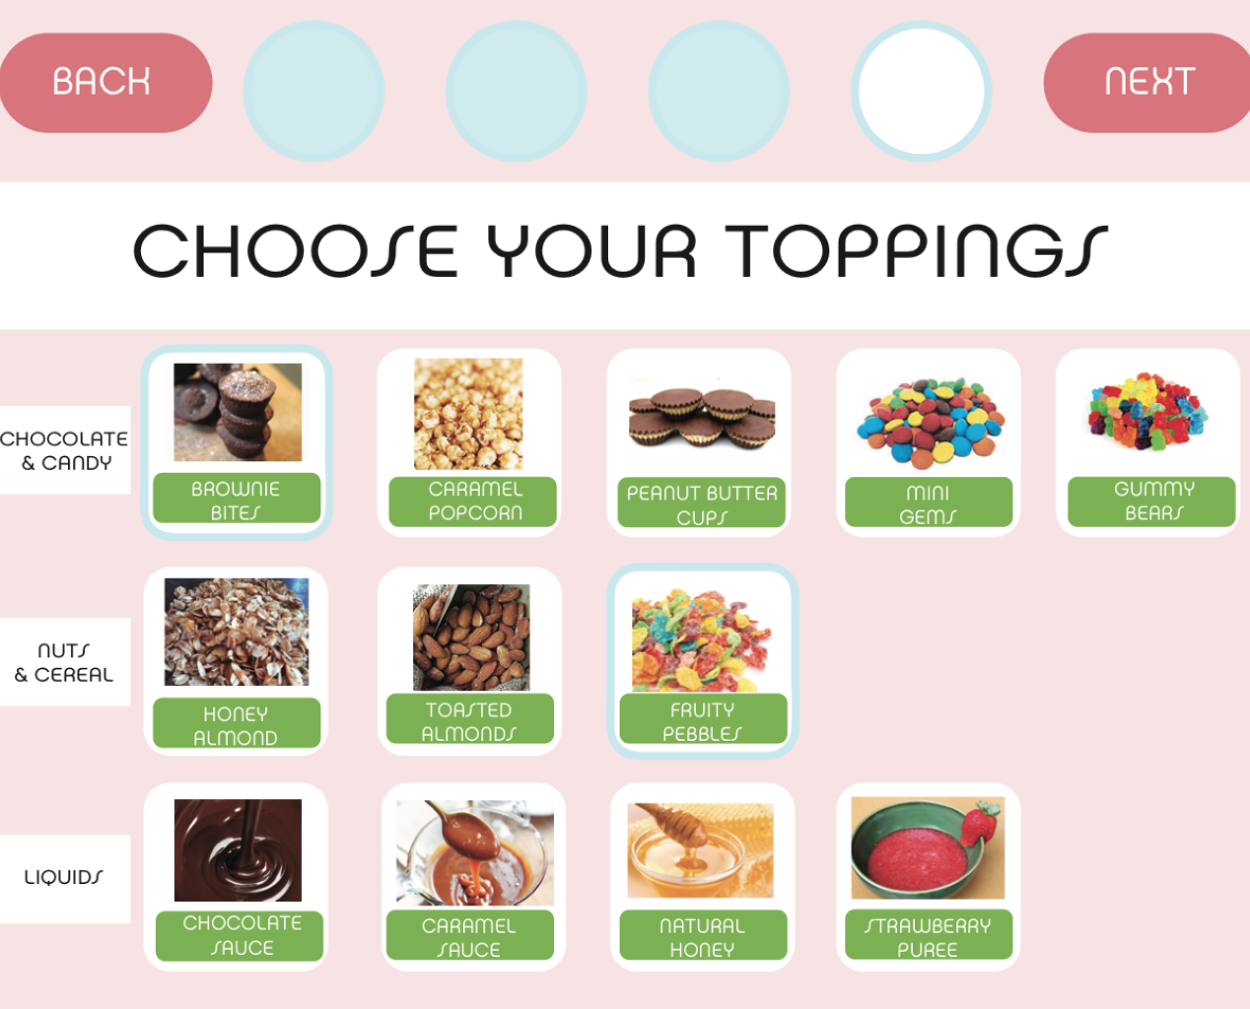 BACK
NEXT
CHOOSE YOUR TOPPINGS
CHOCOLATE
& CANDY
BROWNIE
BITES
CARAMEL
POPCORN
PEANUT BUTTER
CUPS
MINI
GEMS
GUMMY
BEARS
NUTS
& CEREAL
HONEY
ALMOND
TOASTED
ALMONDS
FRUITY
PEBBLES
LIQUIDS
CHOCOLATE
SAUCE
CARAMEL
SAUCE
NATURAL
HONEY
STRAWBERRY
PUREE